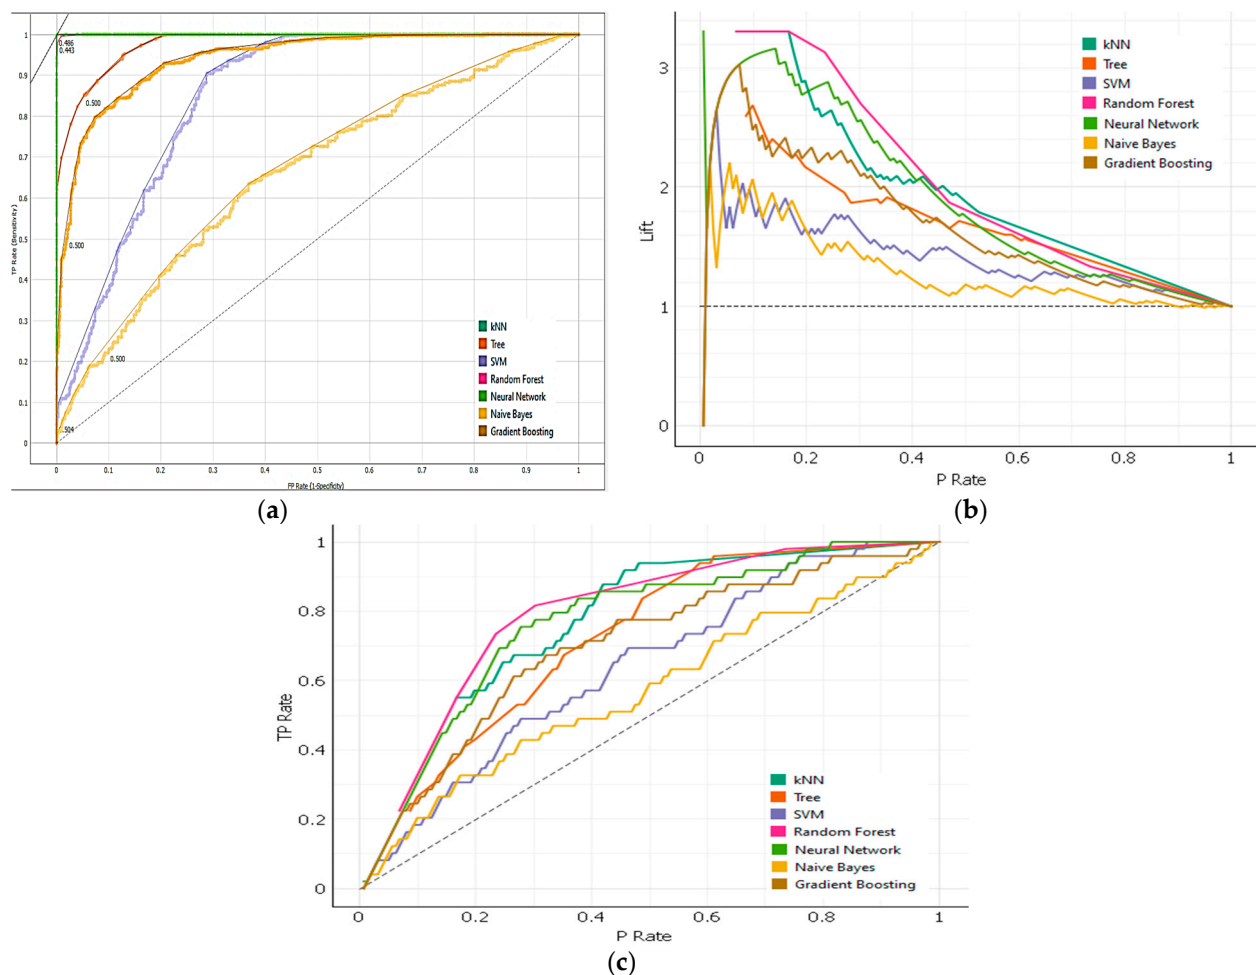 1
0.9
0.8
0.7
0.6
0.5
0.4
0.3
0.2
0.1
0
TP Rate (Sensitivity)
0.486
0.443
0.500
0.500
0.500
0.504
kNN
Tree
SVM
Random Forest
Neural Network
Naive Bayes
Gradient Boosting
0 0.1 0.2 0.3 0.4 0.5 0.6 0.7 0.8 0.9 1
FP Rate (1-Specificity)
(a)
3
2
1
0
Lift
kNN
Tree
SVM
Random Forest
Neural Network
Naive Bayes
Gradient Boosting
0 0.2 0.4 0.6 0.8 1
P Rate
(b)
1
0.8
0.6
0.4
0.2
0
TP Rate
kNN
Tree
SVM
Random Forest
Neural Network
Naive Bayes
Gradient Boosting
0 0.2 0.4 0.6 0.8 1
P Rate
(c)